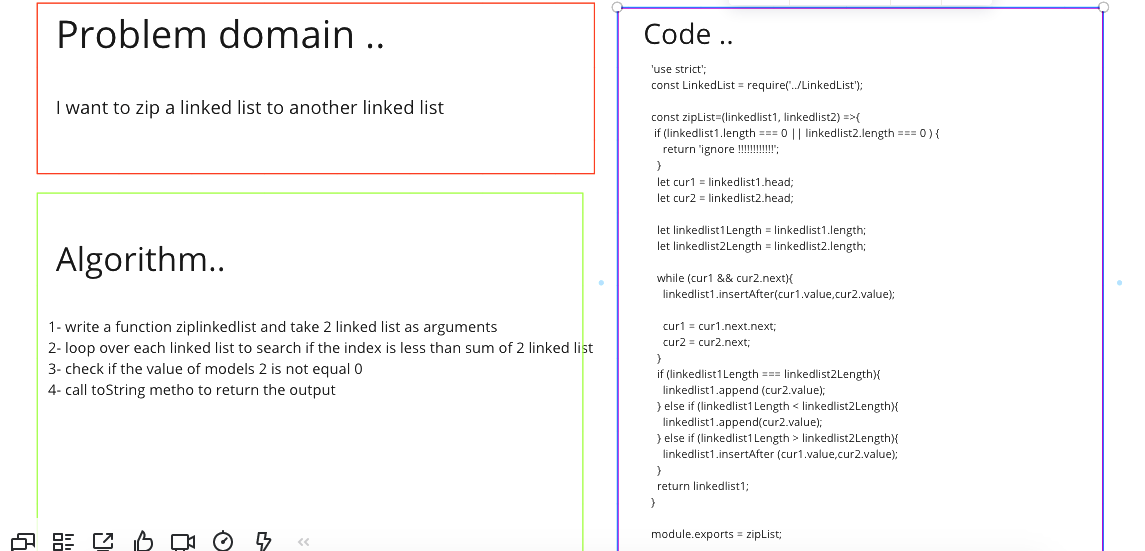 Problem domain ..
I want to zip a linked list to another linked list
Algorithm..
1- write a function ziplinkedlist and take 2 linked list as arguments
2- loop over each linked list to search if the index is less than sum of 2 linked list
3- check if the value of models 2 is not equal 0
4- call toString metho to return the output
Code ..
'use strict';
const LinkedList = require('../LinkedList');
const zipList=(linkedlist1, linkedlist2) =>{
if (linkedlist1.length === 0 || linkedlist2.length === 0 ) {
return 'ignore !!!!!!!!!!!!!';
}
let cur1 = linkedlist1.head;
let cur2 = linkedlist2.head;
let linkedlist1Length = linkedlist1.length;
let linkedlist2Length = linkedlist2.length;
while (cur1 && cur2.next){
linkedlist1.insertAfter(cur1.value,cur2.value);
cur1 = cur1.next.next;
cur2 = cur2.next;
}
if (linkedlist1Length === linkedlist2Length){
linkedlist1.append (cur2.value);
} else if (linkedlist1Length < linkedlist2Length){
linkedlist1.append(cur2.value);
} else if (linkedlist1Length > linkedlist2Length){
linkedlist1.insertAfter (cur1.value,cur2.value);
}
return linkedlist1;
}
module.exports = zipList;